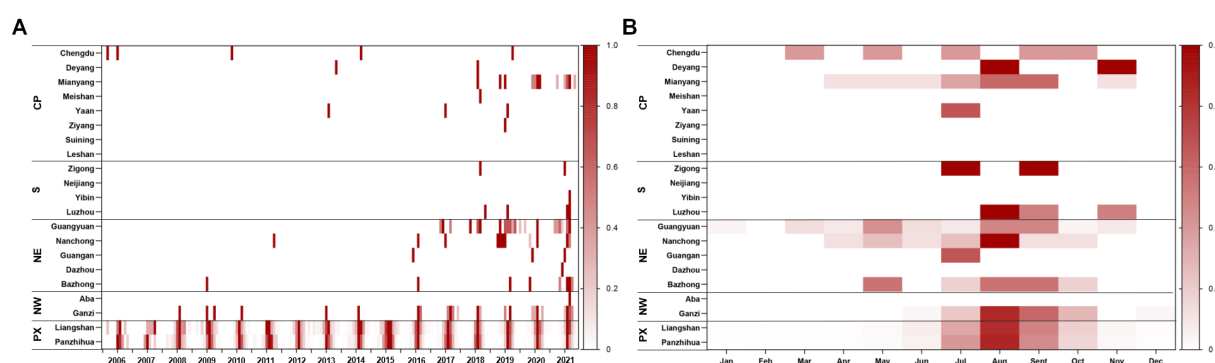 A
B
CP
Chengdu
Deyang
Mianyang
Meishan
Yaan
Ziyang
Suining
Leshan
S
Zigong
Neijiang
Yibin
Luzhou
NE
Guangyuan
Nanchong
Guangan
Dazhou
Bazhong
NW
Aba
Ganzi
PX
Liangshan
Panzhihua
2006 2007 2008 2009 2010 2011 2012 2013 2014 2015 2016 2017 2018 2019 2020 2021
1.0
0.8
0.6
0.4
0.2
0
CP
Chengdu
Deyang
Mianyang
Meishan
Yaan
Ziyang
Suining
Leshan
S
Zigong
Neijiang
Yibin
Luzhou
NE
Guangyuan
Nanchong
Guangan
Dazhou
Bazhong
NW
Aba
Ganzi
PX
Liangshan
Panzhihua
Jan Feb Mar Apr May Jun Jul Aug Sept Oct Nov Dec
0.
0.
0.
0.
0